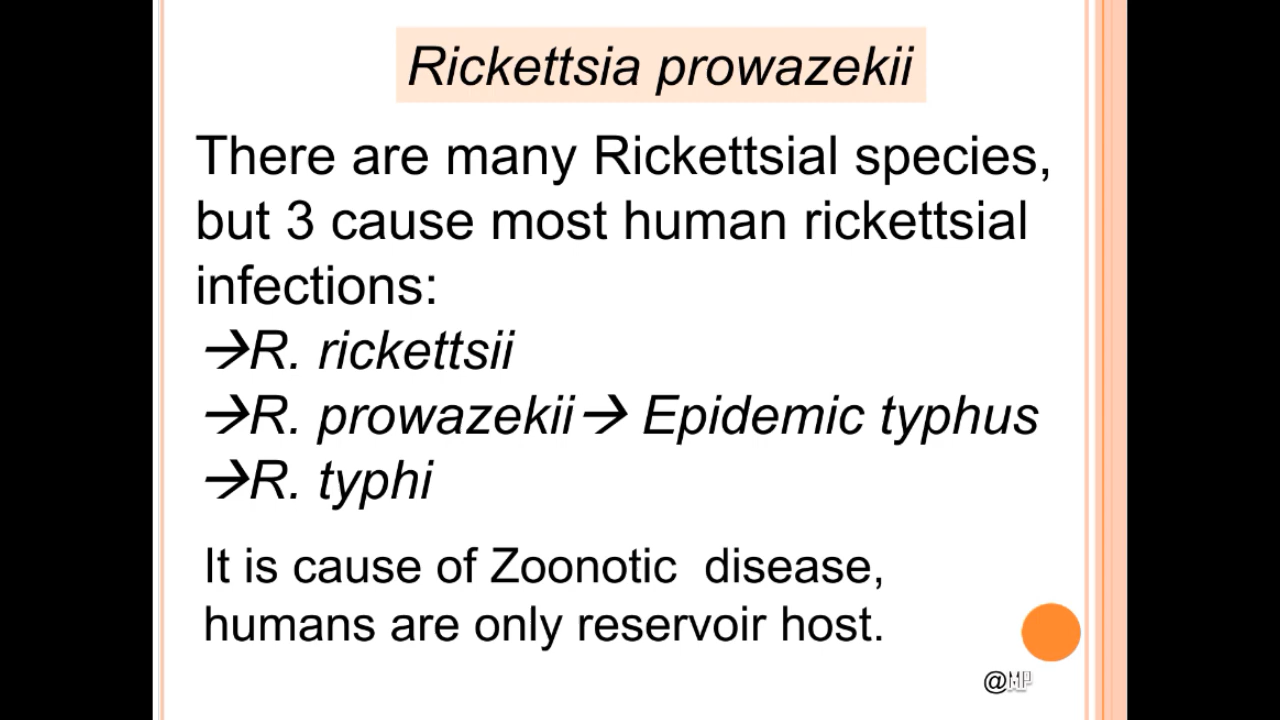 Rickettsia prowazekii
There are many Rickettsial species,
but 3 cause most human rickettsial
infections:
→R. rickettsii
→R. prowazekii→ Epidemic typhus
→R. typhi
It is cause of Zoonotic  disease,
humans are only reservoir host.
@MP